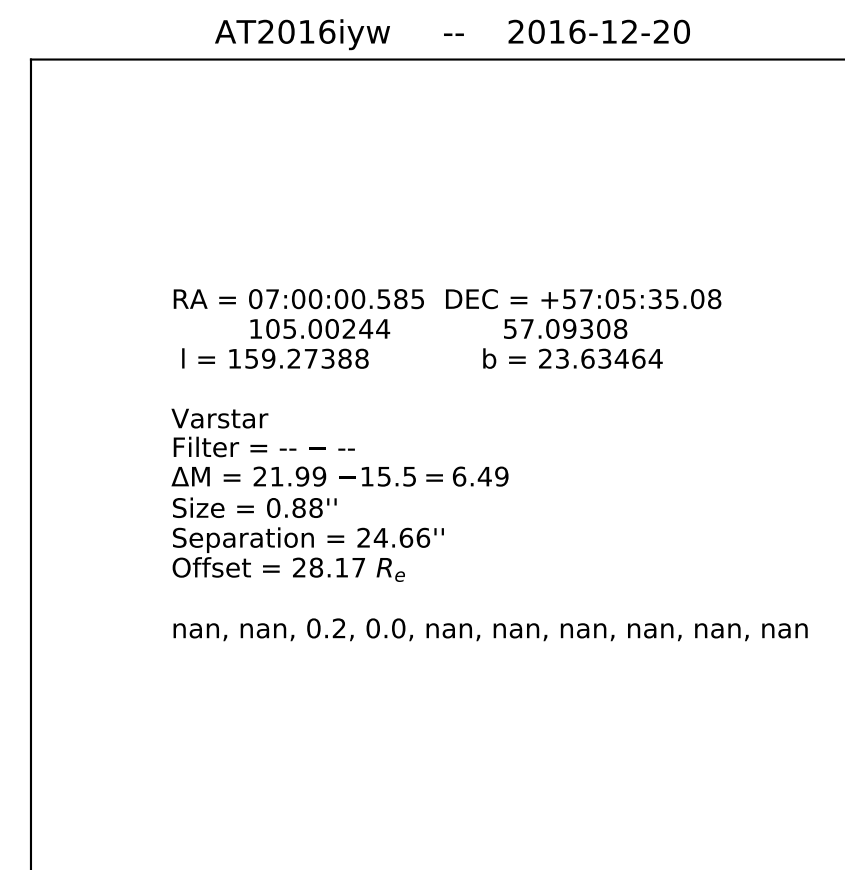 AT2016iyw -- 2016-12-20
RA = 07:00:00.585 DEC = +57:05:35.08
105.00244 57.09308
l = 159.27388 b = 23.63464
Varstar
Filter = -- − --
ΔM = 21.99 −15.5 = 6.49
Size = 0.88''
Separation = 24.66''
Offset = 28.17 Rₑ
nan, nan, 0.2, 0.0, nan, nan, nan, nan, nan, nan